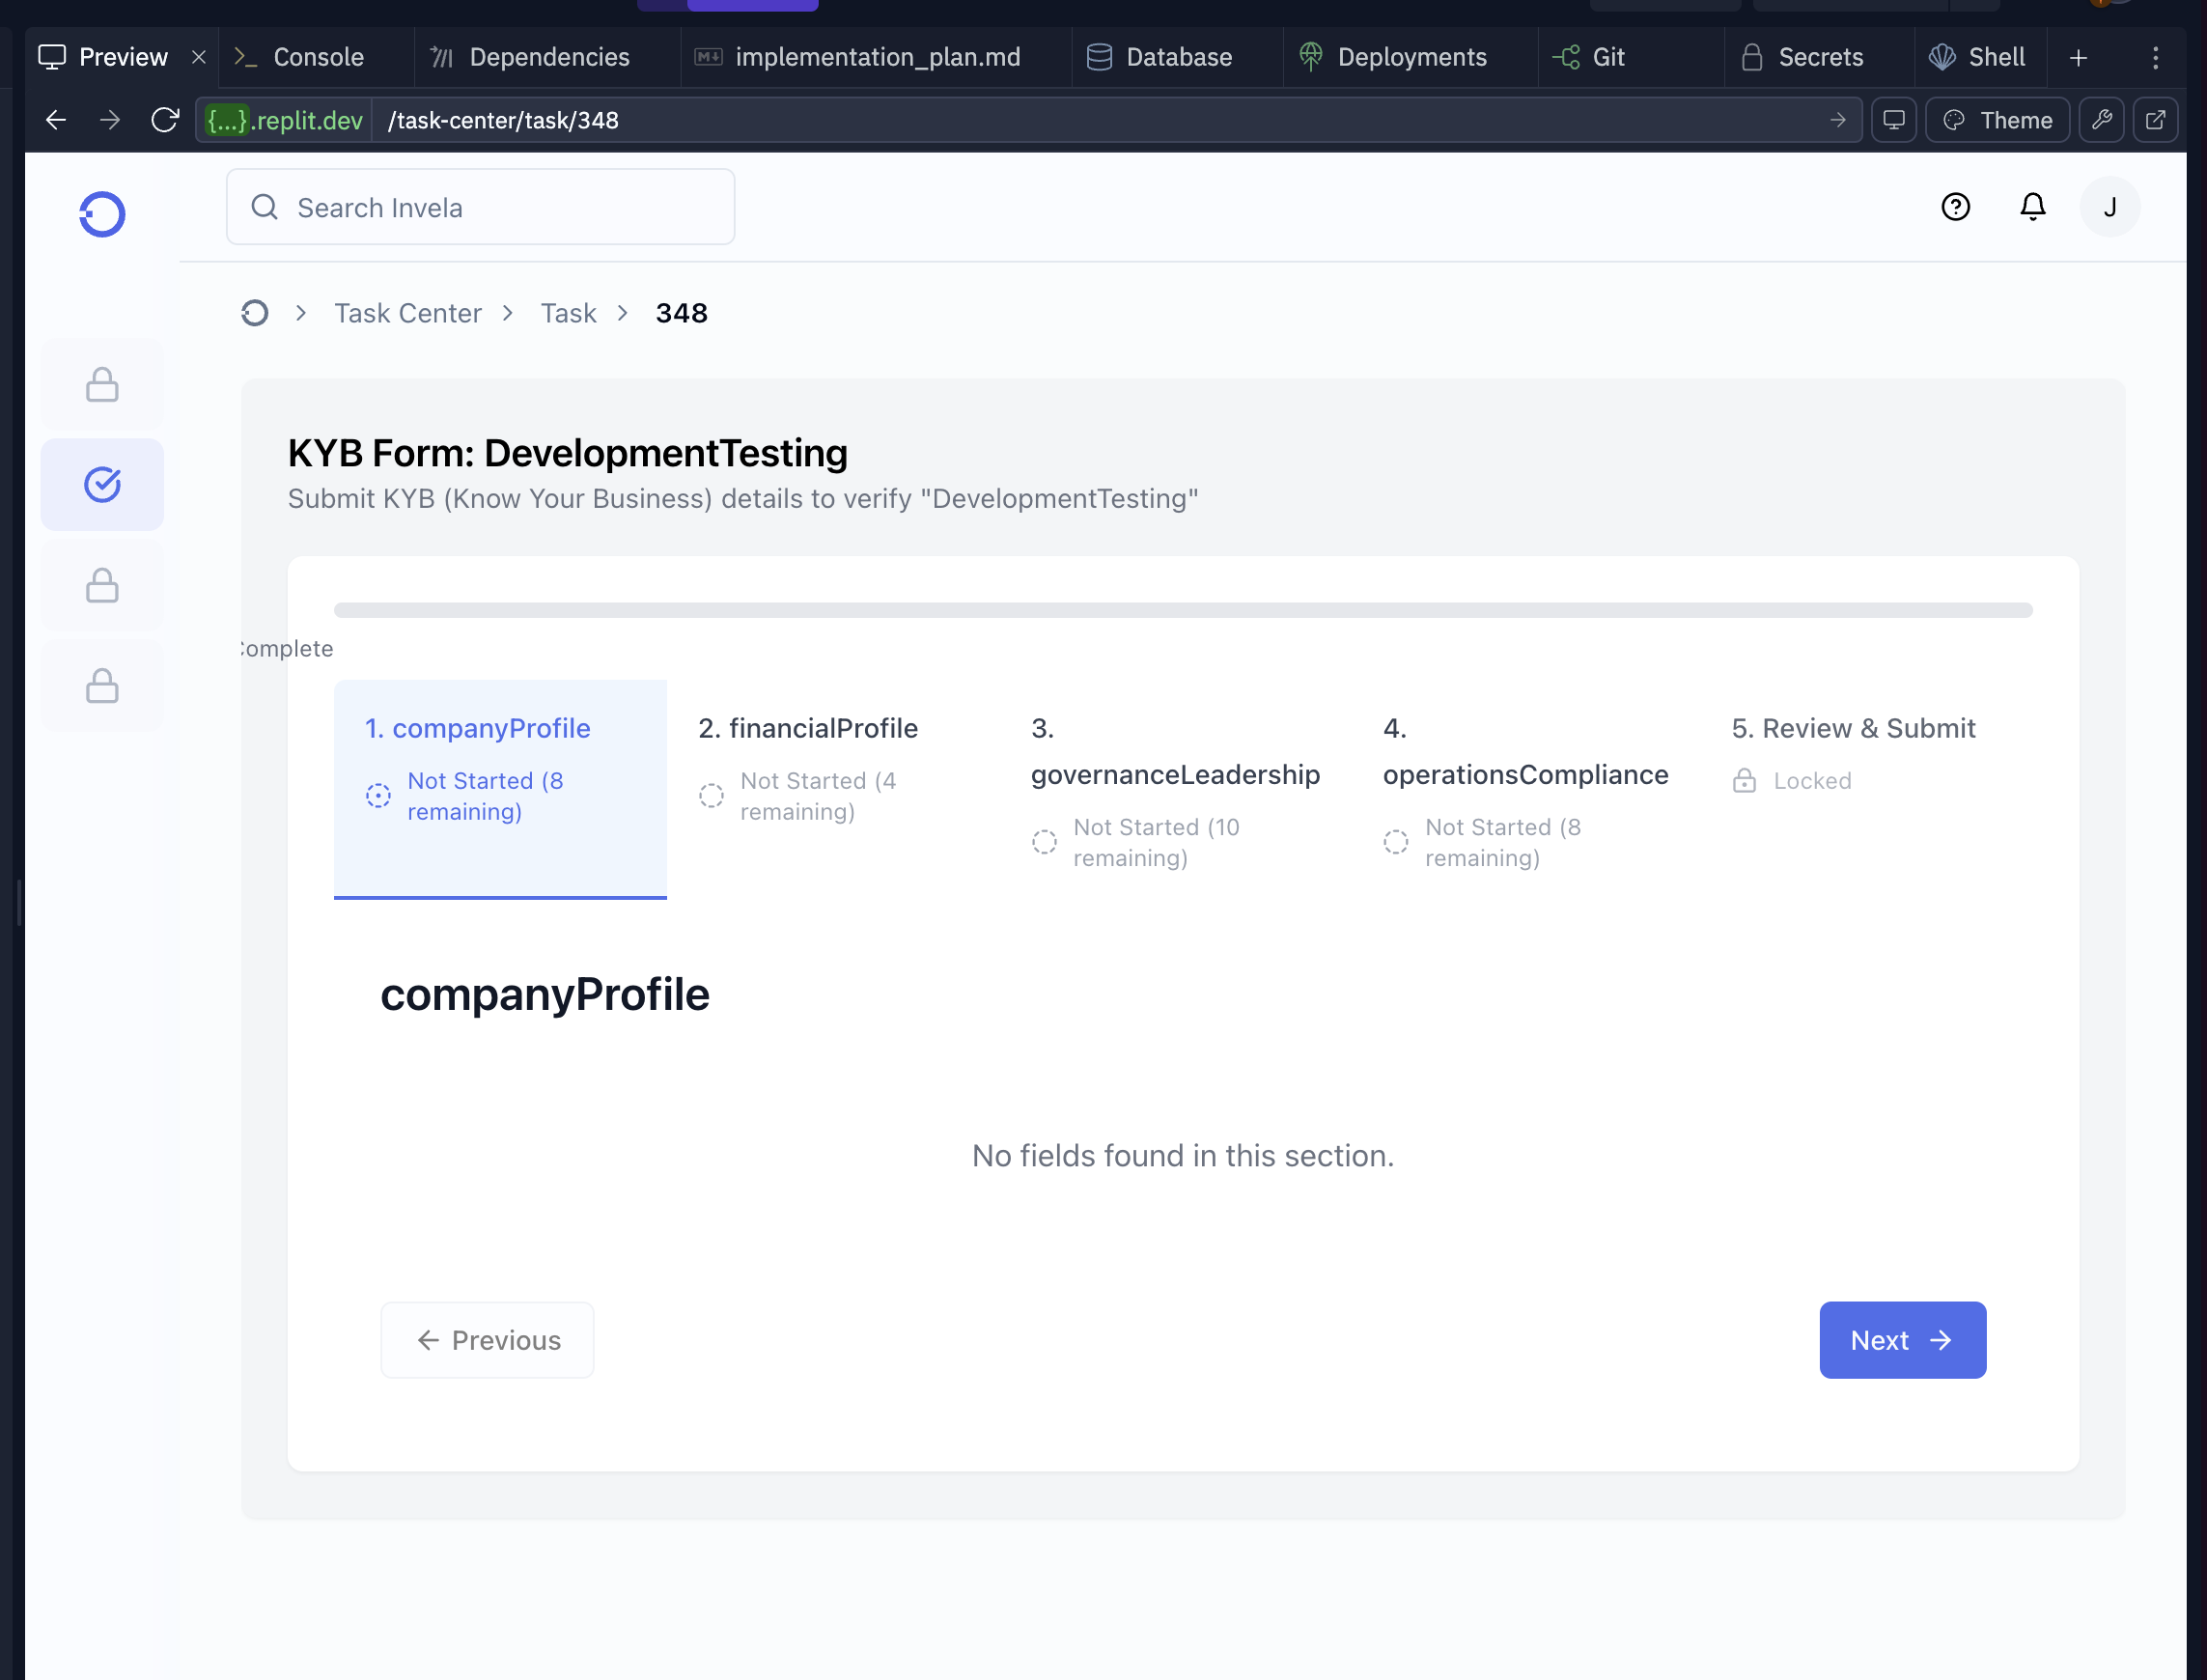 Preview
Console
Dependencies
implementation_plan.md
Database
Deployments
Git
Secrets
Shell
{...}.replit.dev
/task-center/task/348
Theme
Search Invela
J
Task Center
Task
348
KYB Form: DevelopmentTesting
Submit KYB (Know Your Business) details to verify "DevelopmentTesting"
omplete
1. companyProfile
Not Started (8
remaining)
2. financialProfile
Not Started (4
remaining)
3.
governanceLeadership
Not Started (10
remaining)
4.
operationsCompliance
Not Started (8
remaining)
5. Review & Submit
Locked
companyProfile
No fields found in this section.
Previous
Next